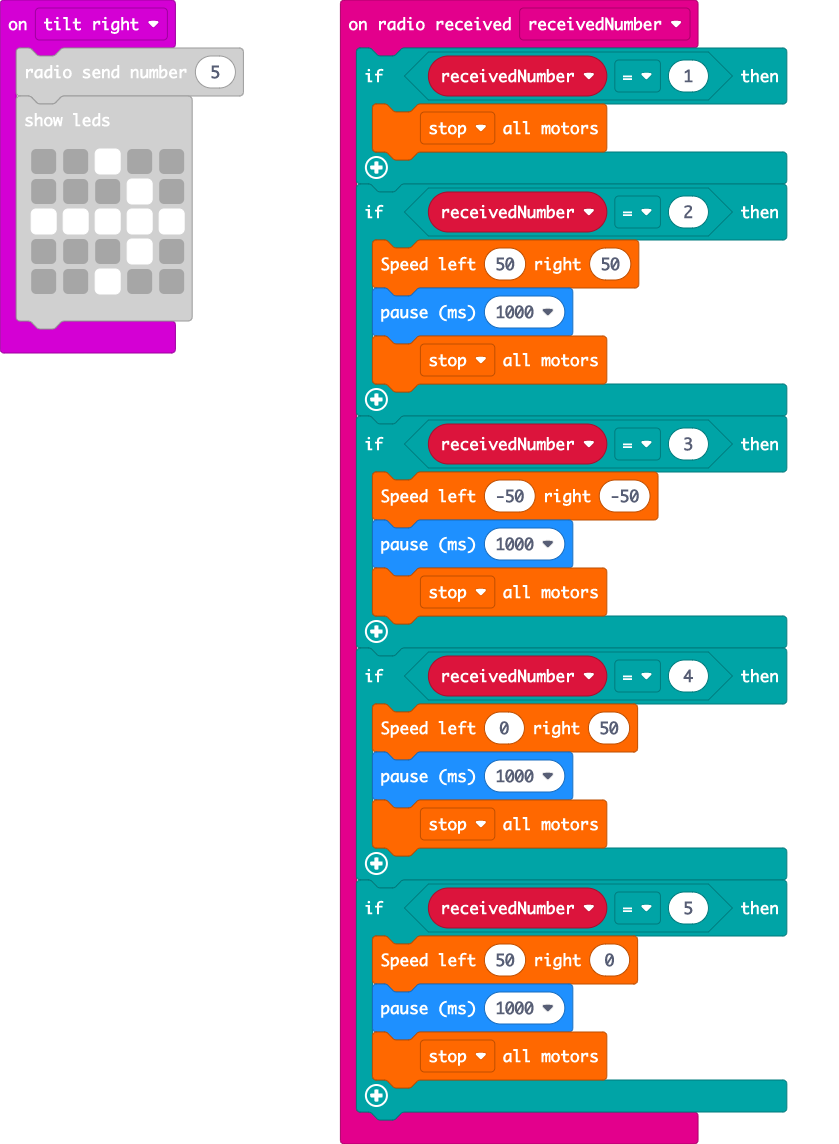 on tilt right
radio send number 5
show leds
on radio received receivedNumber
if receivedNumber = 1 then
stop all motors
if receivedNumber = 2 then
Speed left 50 right 50
pause (ms) 1000
stop all motors
if receivedNumber = 3 then
Speed left -50 right -50
pause (ms) 1000
stop all motors
if receivedNumber = 4 then
Speed left 0 right 50
pause (ms) 1000
stop all motors
if receivedNumber = 5 then
Speed left 50 right 0
pause (ms) 1000
stop all motors